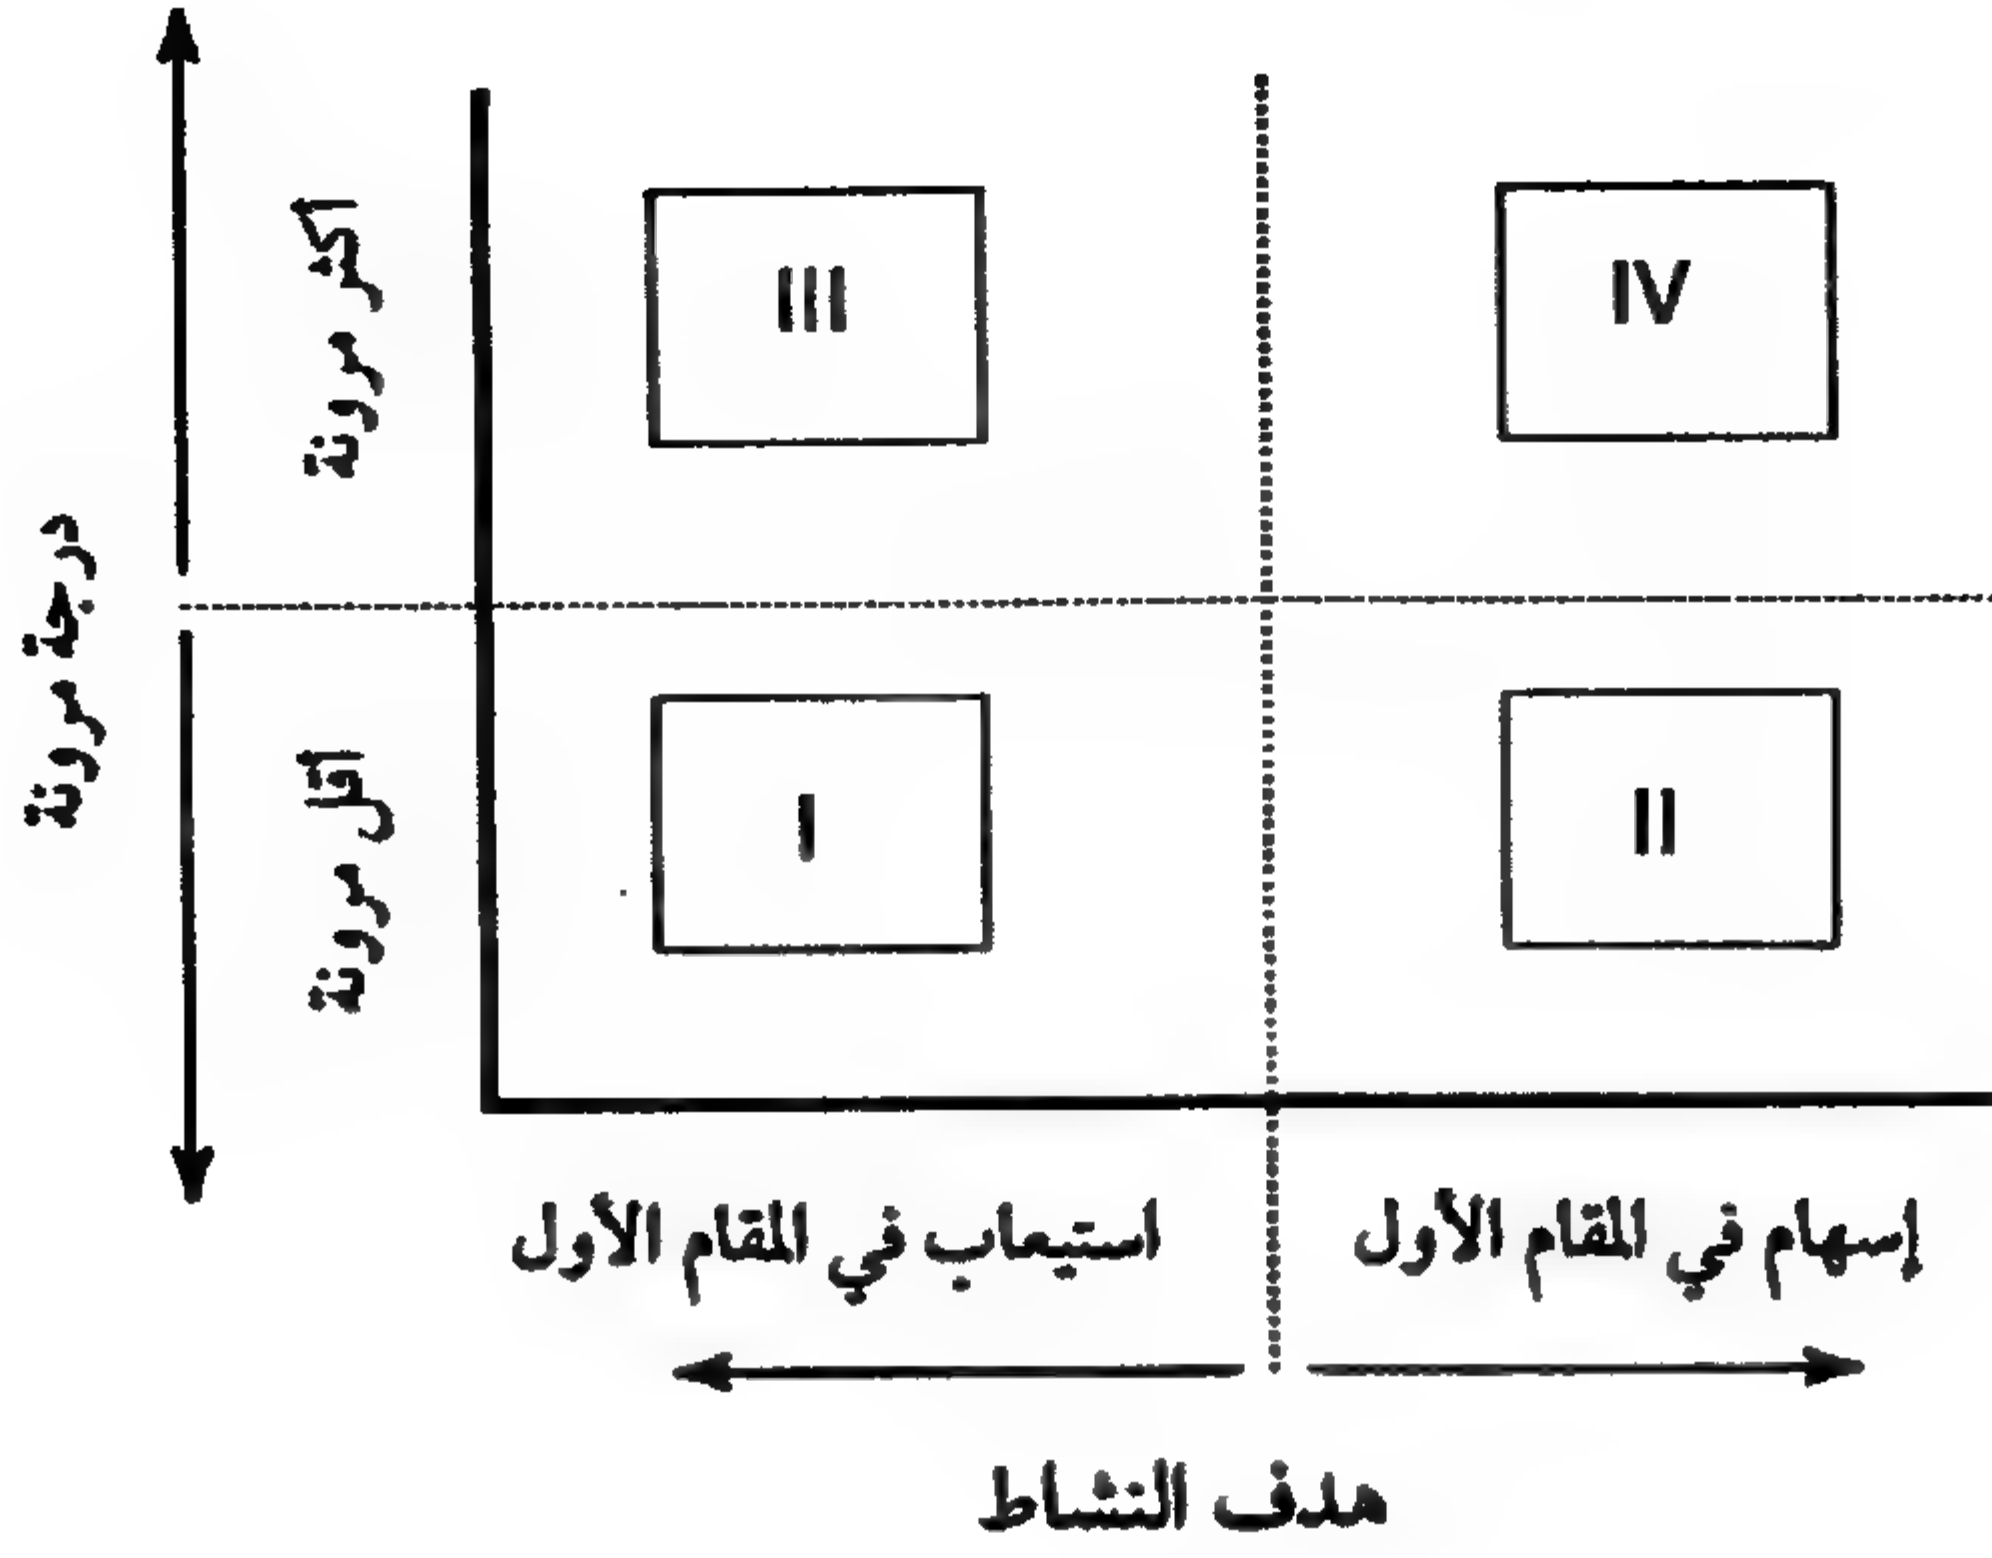 درجة مرونة
أكثر مرونة
أقل مرونة
III
IV
I
II
استيعاب في المقام الأول
إسهام في المقام الأول
هدف النشاط